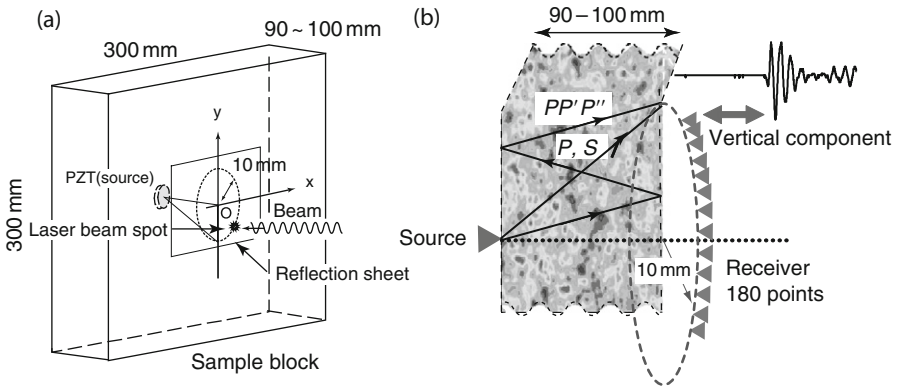 (a)
300 mm
90 ~ 100 mm
y
10 mm
x
PZT(source)
O
Beam
Laser beam spot
300 mm
Reflection sheet
Sample block
(b)
90 – 100 mm
PP′P′′
P, S
Vertical component
Source
10 mm
Receiver
180 points